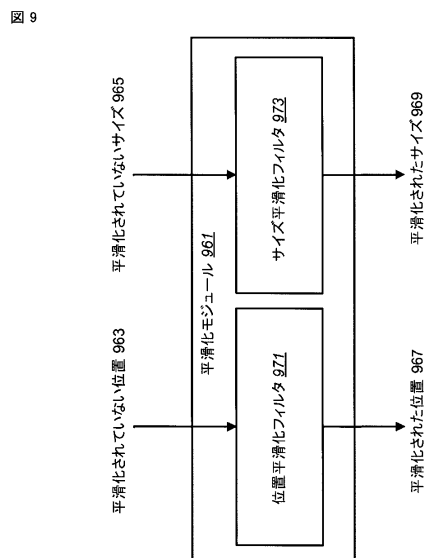 図 9
平滑化されていない位置 963
平滑化されていないサイズ 965
平滑化モジュール 961
位置平滑化フィルタ 971
サイズ平滑化フィルタ 973
平滑化された位置 967
平滑化されたサイズ 969